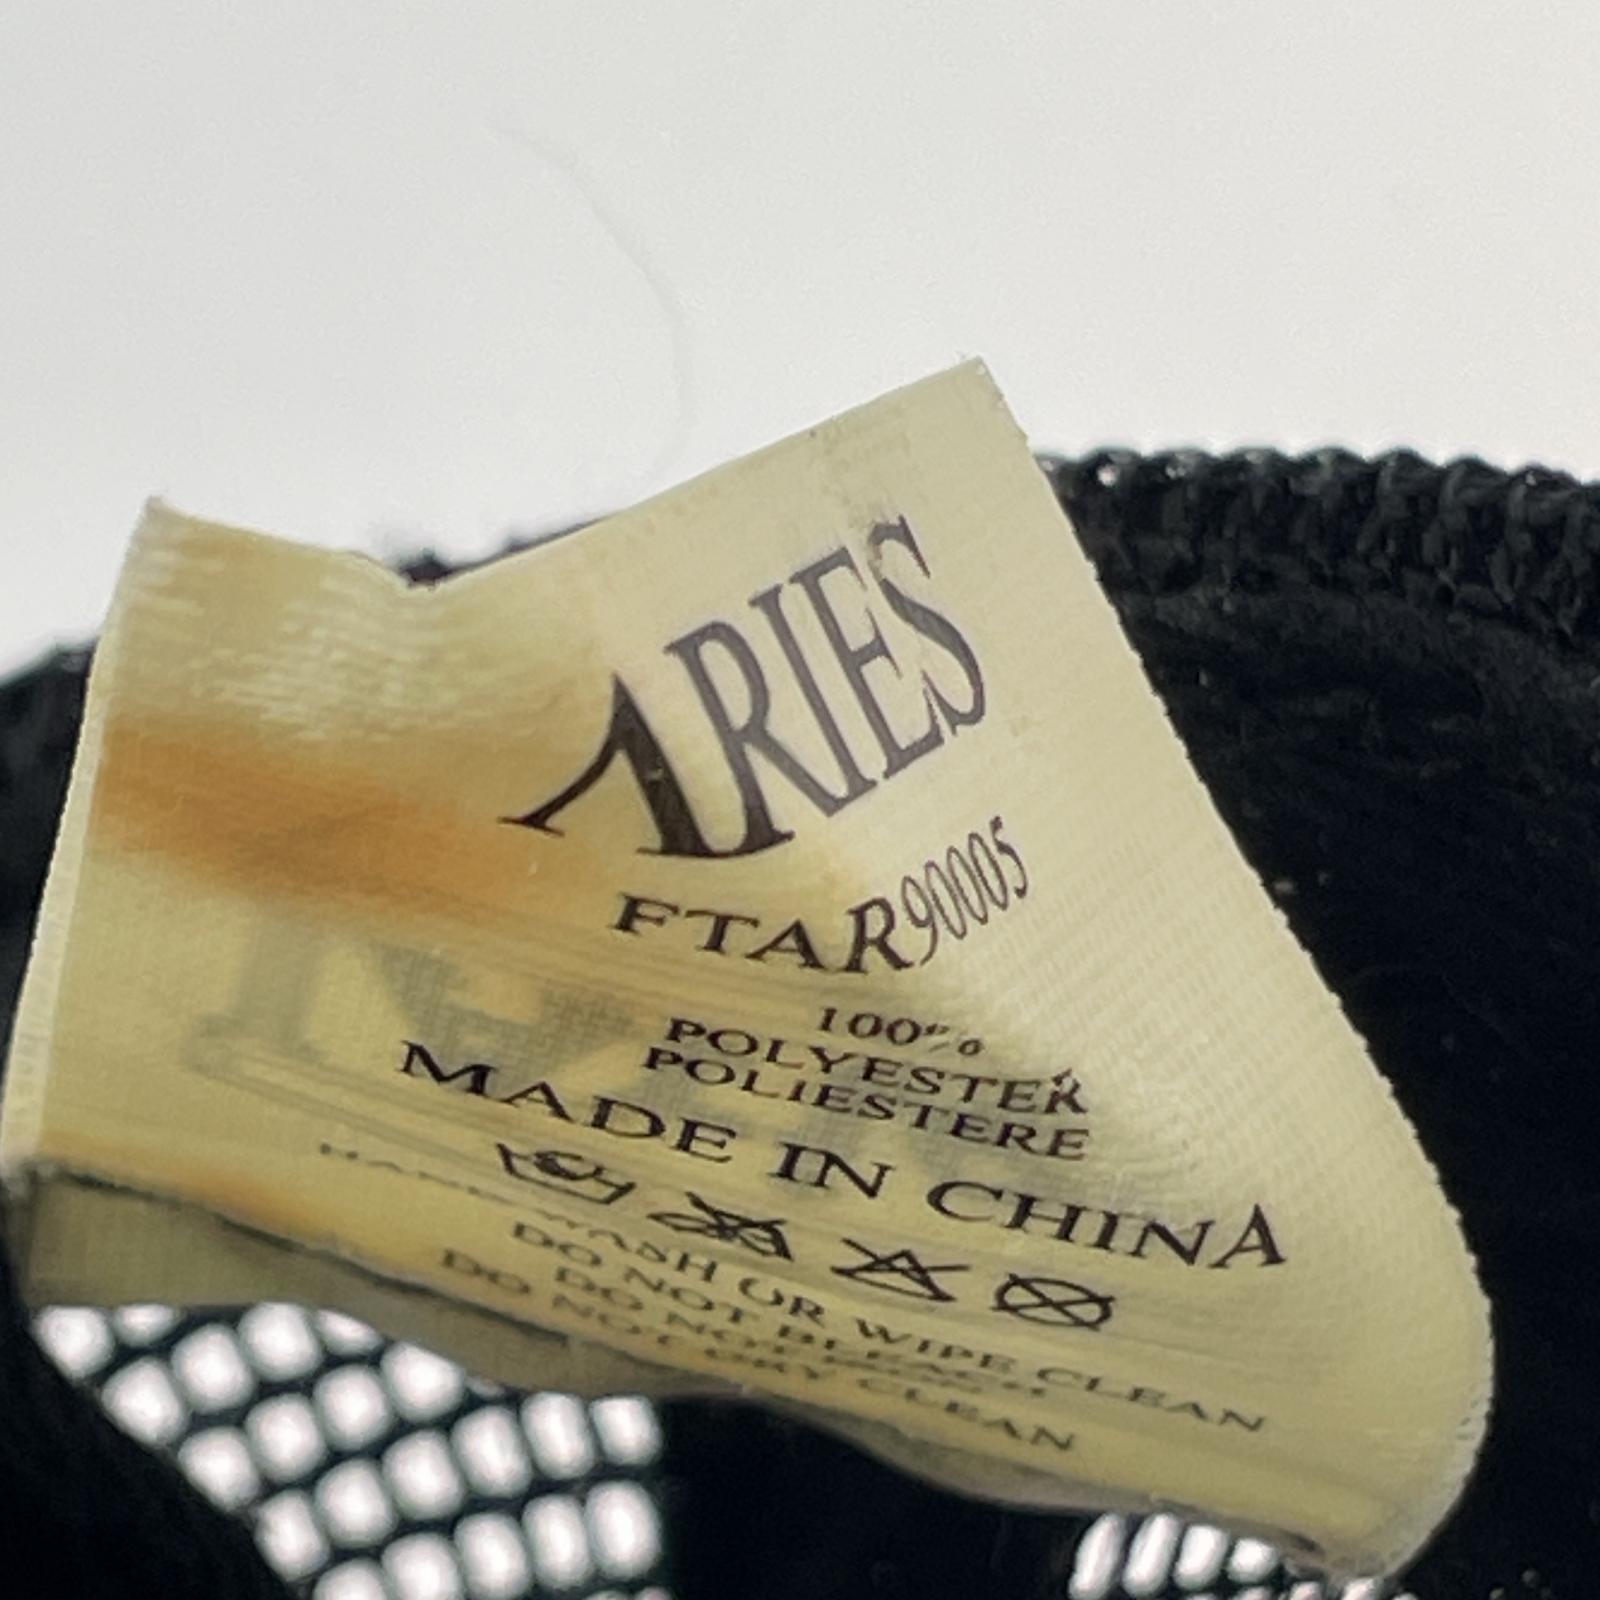 ARIES
FTAR90005
100%
POLYESTER
POLIESTERE
MADE IN CHINA
HAND WASH OR WIPE CLEAN
DO NOT BLEACH
DO NOT DRY CLEAN